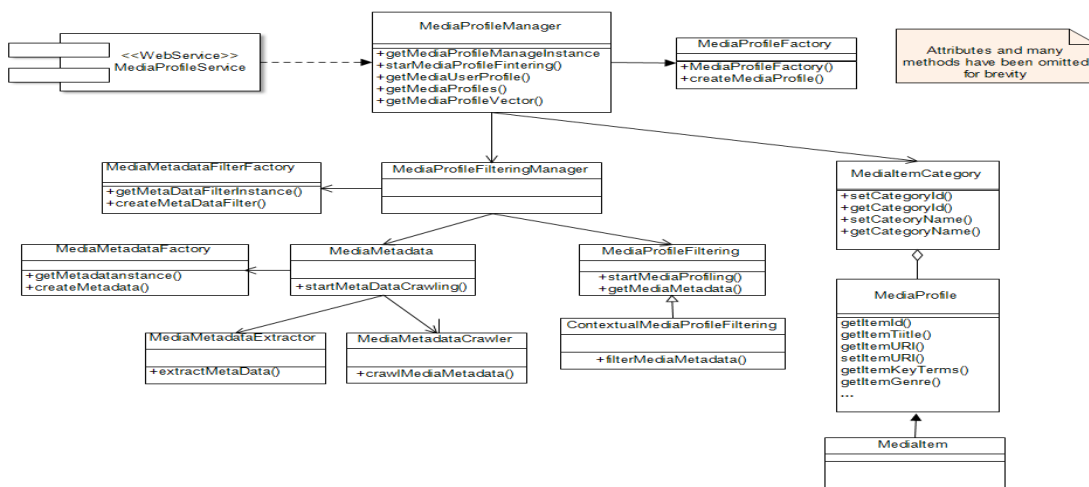 <<WebService>>
MediaProfileService
MediaProfileManager
+getMediaProfileManageInstance
+starMediaProfileFintering()
+getMediaUserProfile()
+getMediaProfiles()
+getMediaProfileVector()
MediaProfileFactory
+MediaProfileFactory()
+createMediaProfile()
Attributes and many
methods have been omitted
for brevity
MediaMetadataFilterFactory
+getMetaDataFilterInstance()
+createMetaDataFilter()
MediaProfileFilteringManager
MediaItemCategory
+setCategoryId()
+getCategoryId()
+setCateoryName()
+getCategoryName()
MediaMetadataFactory
+getMetadatanstance()
+createMetadata()
MediaMetadata
+startMetaDataCrawling()
MediaProfileFiltering
+startMediaProfiling()
+getMediaMetadata()
MediaProfile
getItemId()
getItemTiitle()
getItemURI()
setItemURI()
getItemKeyTerms()
getItemGenre()
...
MediaMetadataExtractor
+extractMetaData()
MediaMetadataCrawler
+crawlMediaMetadata()
ContextualMediaProfileFiltering
+filterMediaMetadata()
MediaItem